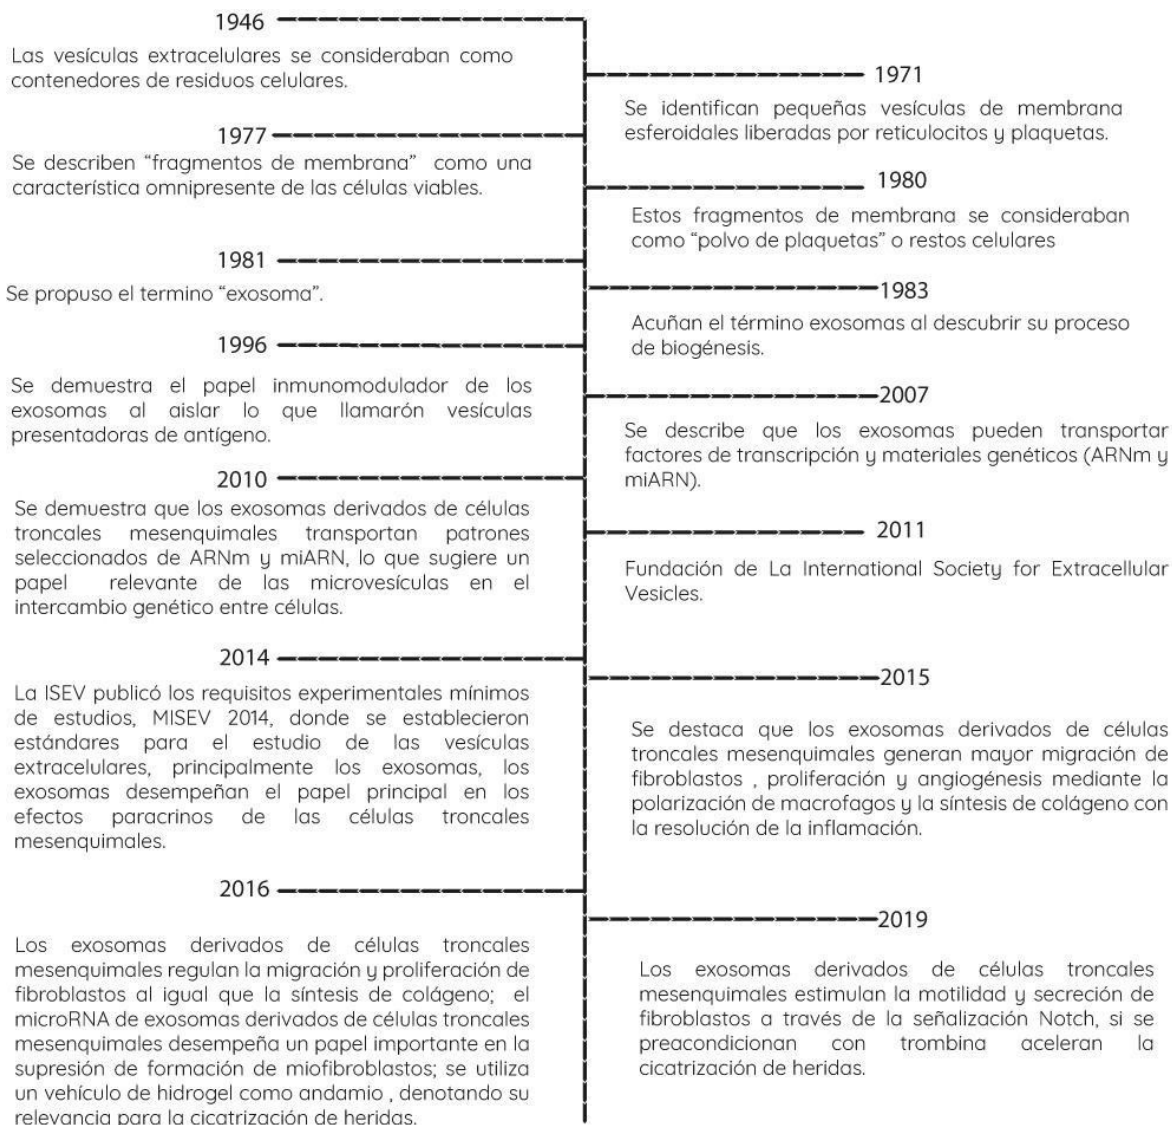 1946
Las vesículas extracelulares se consideraban como
contenedores de residuos celulares.
1971
Se identifican pequeñas vesículas de membrana
esferoidales liberadas por reticulocitos y plaquetas.
1977
Se describen “fragmentos de membrana” como una
característica omnipresente de las células viables.
1980
Estos fragmentos de membrana se consideraban
como “polvo de plaquetas” o restos celulares
1981
Se propuso el termino “exosoma”.
1983
Acuñan el término exosomas al descubrir su proceso
de biogénesis.
1996
Se demuestra el papel inmunomodulador de los
exosomas al aislar lo que llamarón vesículas
presentadoras de antígeno.
2007
Se describe que los exosomas pueden transportar
factores de transcripción y materiales genéticos (ARNm y
miARN).
2010
Se demuestra que los exosomas derivados de células
troncales mesenquimales transportan patrones
seleccionados de ARNm y miARN, lo que sugiere un
papel relevante de las microvesículas en el
intercambio genético entre células.
2011
Fundación de La International Society for Extracellular
Vesicles.
2014
La ISEV publicó los requisitos experimentales mínimos
de estudios, MISEV 2014, donde se establecieron
estándares para el estudio de las vesículas
extracelulares, principalmente los exosomas, los
exosomas desempeñan el papel principal en los
efectos paracrinos de las células troncales
mesenquimales.
2015
Se destaca que los exosomas derivados de células
troncales mesenquimales generan mayor migración de
fibroblastos , proliferación y angiogénesis mediante la
polarización de macrofagos y la síntesis de colágeno con
la resolución de la inflamación.
2016
Los exosomas derivados de células troncales
mesenquimales regulan la migración y proliferación de
fibroblastos al igual que la síntesis de colágeno; el
microRNA de exosomas derivados de células troncales
mesenquimales desempeña un papel importante en la
supresión de formación de miofibroblastos; se utiliza
un vehículo de hidrogel como andamio , denotando su
relevancia para la cicatrización de heridas.
2019
Los exosomas derivados de células troncales
mesenquimales estimulan la motilidad y secreción de
fibroblastos a través de la señalización Notch, si se
preacondicionan con trombina aceleran la
cicatrización de heridas.